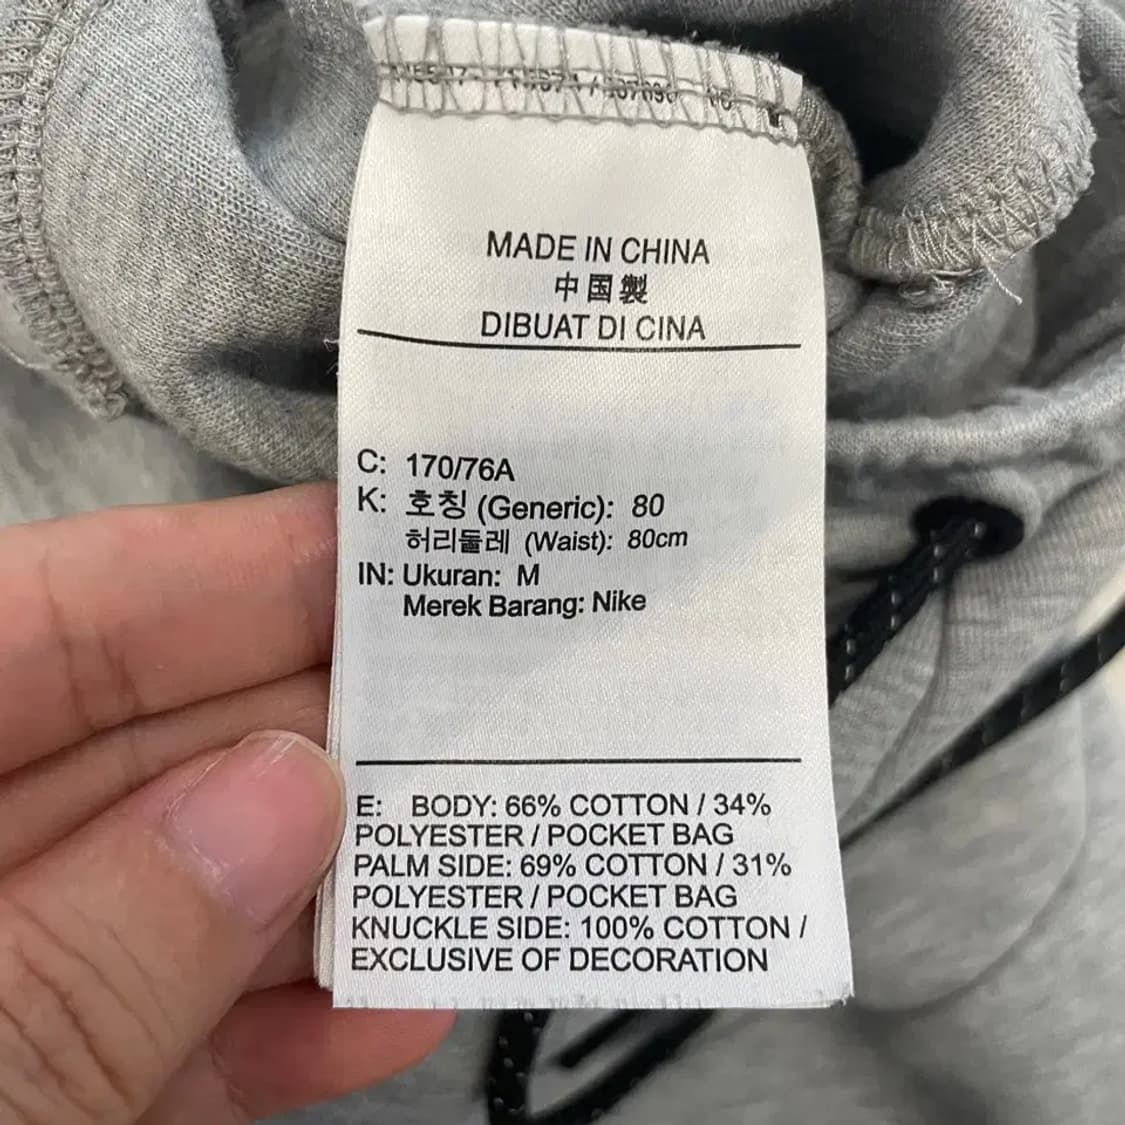 MADE IN CHINA
中国製
DIBUAT DI CINA
C: 170/76A
K: 호칭 (Generic): 80
허리둘레 (Waist): 80cm
IN: Ukuran: M
Merek Barang: Nike
E: BODY: 66% COTTON / 34%
POLYESTER / POCKET BAG
PALM SIDE: 69% COTTON / 31%
POLYESTER / POCKET BAG
KNUCKLE SIDE: 100% COTTON /
EXCLUSIVE OF DECORATION